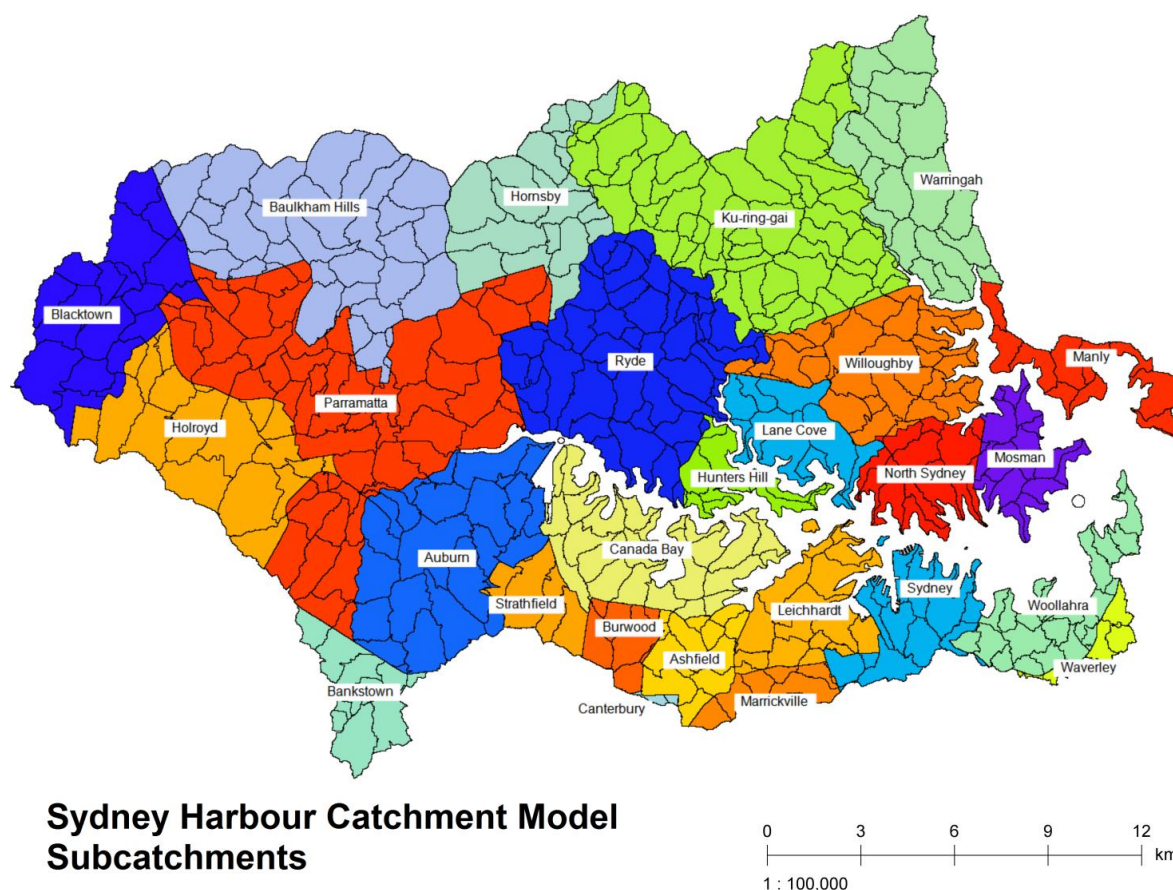 Warringah
Hornsby
Baulkham Hills
Ku-ring-gai
Blacktown
Manly
Ryde
Willoughby
Parramatta
Holroyd
Lane Cove
Mosman
North Sydney
Hunters Hill
Canada Bay
Auburn
Sydney
Strathfield
Woollahra
Leichhardt
Burwood
Ashfield
Waverley
Bankstown
Marrickville
Canterbury
Sydney Harbour Catchment Model
Subcatchments
0 3 6 9 12
km
1 : 100,000